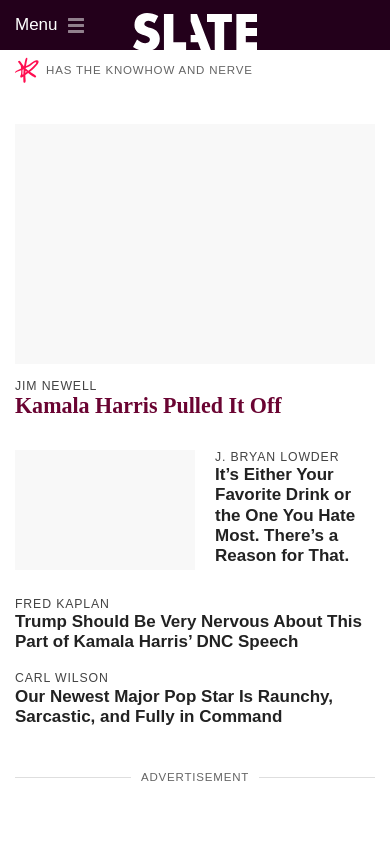 Menu
SLATE
HAS THE KNOWHOW AND NERVE
JIM NEWELL
Kamala Harris Pulled It Off
J. BRYAN LOWDER
It’s Either Your
Favorite Drink or
the One You Hate
Most. There’s a
Reason for That.
FRED KAPLAN
Trump Should Be Very Nervous About This
Part of Kamala Harris’ DNC Speech
CARL WILSON
Our Newest Major Pop Star Is Raunchy,
Sarcastic, and Fully in Command
ADVERTISEMENT